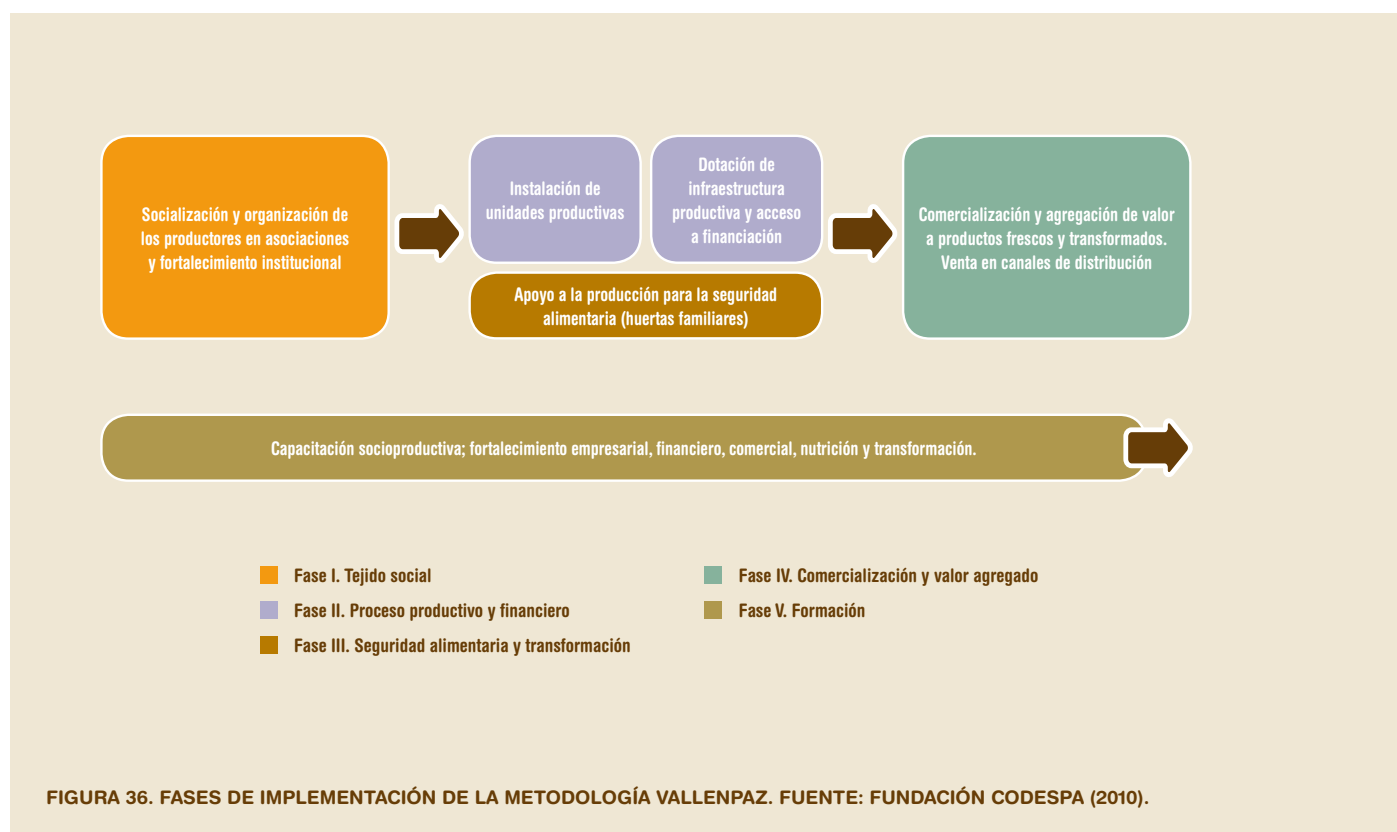 Socialización y organización de
los productores en asociaciones
y fortalecimiento institucional
Instalación de
unidades productivas
Dotación de
infraestructura
productiva y acceso
a financiación
Apoyo a la producción para la seguridad
alimentaria (huertas familiares)
Comercialización y agregación de valor
a productos frescos y transformados.
Venta en canales de distribución
Capacitación socioproductiva; fortalecimiento empresarial, financiero, comercial, nutrición y transformación.
Fase I. Tejido social
Fase II. Proceso productivo y financiero
Fase III. Seguridad alimentaria y transformación
Fase IV. Comercialización y valor agregado
Fase V. Formación
FIGURA 36. FASES DE IMPLEMENTACIÓN DE LA METODOLOGÍA VALLENPAZ. FUENTE: FUNDACIÓN CODESPA (2010).